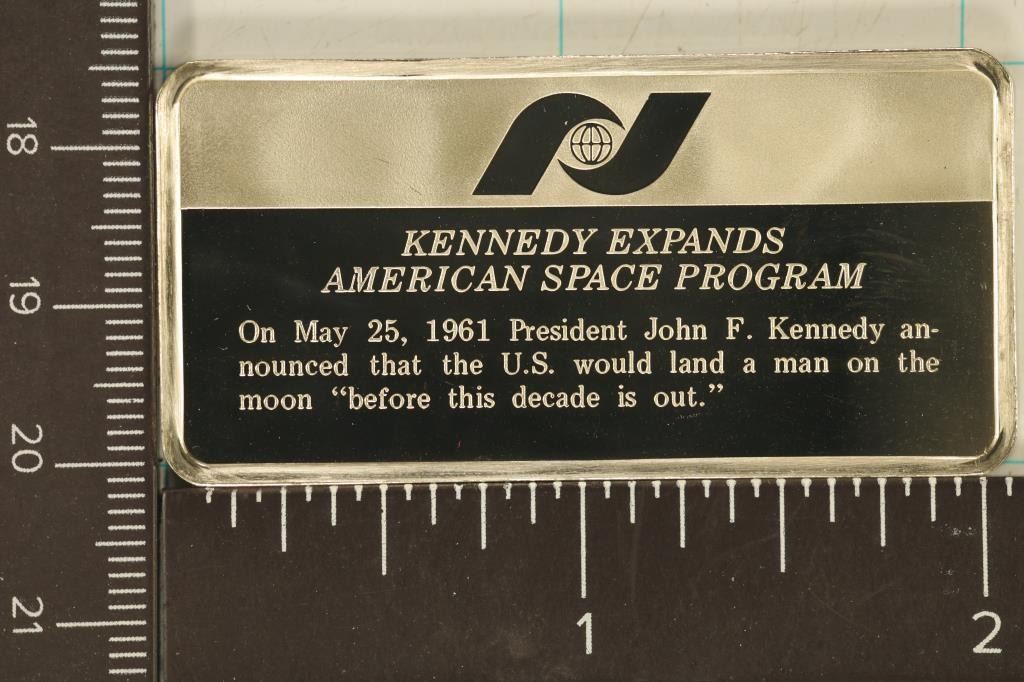 KENNEDY EXPANDS
AMERICAN SPACE PROGRAM
On May 25, 1961 President John F. Kennedy an-
nounced that the U.S. would land a man on the
moon “before this decade is out.”
18
19
20
21
1 2